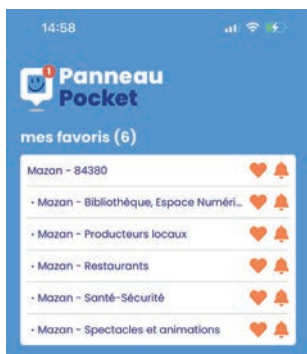 14:58
1
Panneau
Pocket
mes favoris (6)
Mazan - 84380
• Mazan - Bibliothèque, Espace Numéri...
• Mazan - Producteurs locaux
• Mazan - Restaurants
• Mazan - Santé-Sécurité
• Mazan - Spectacles et animations